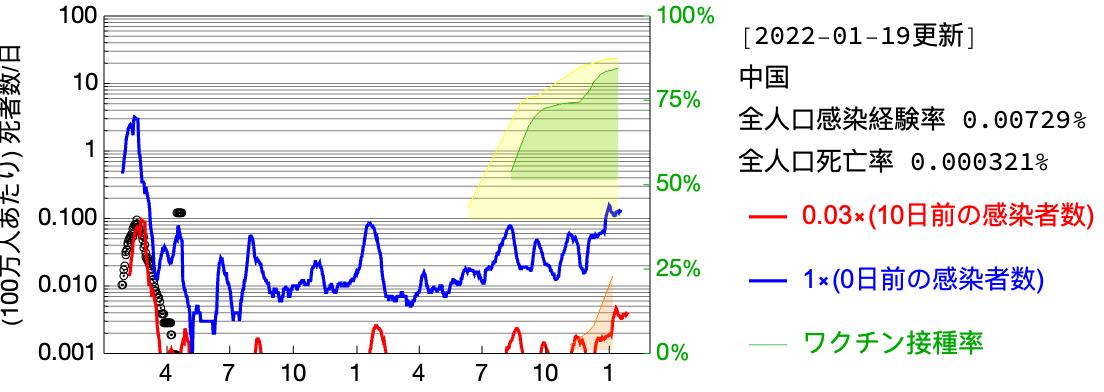 100
10
1
0.100
0.010
0.001
(100万人あたり) 死者数/日
4
7
10
1
4
7
10
1
100%
75%
50%
25%
0%
[2022-01-19更新]
中国
全人口感染経験率 0.00729%
全人口死亡率 0.000321%
0.03×(10日前の感染者数)
1×(0日前の感染者数)
ワクチン接種率